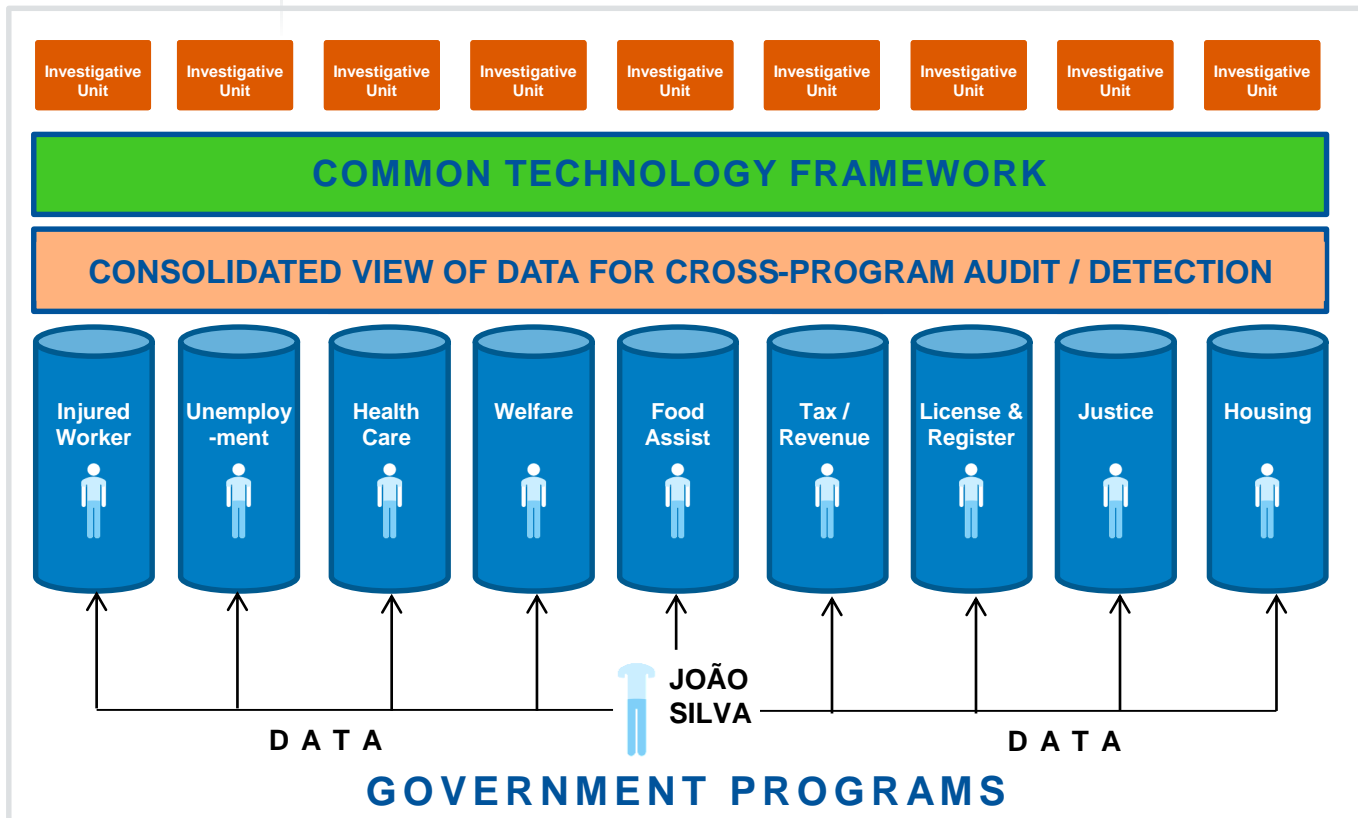 Investigative
Unit
Investigative
Unit
Investigative
Unit
Investigative
Unit
Investigative
Unit
Investigative
Unit
Investigative
Unit
Investigative
Unit
Investigative
Unit
COMMON TECHNOLOGY FRAMEWORK
CONSOLIDATED VIEW OF DATA FOR CROSS-PROGRAM AUDIT / DETECTION
Injured
Worker
Unemploy
-ment
Health
Care
Welfare
Food
Assist
Tax /
Revenue
License &
Register
Justice
Housing
JOÃO
SILVA
DATA
DATA
GOVERNMENT PROGRAMS